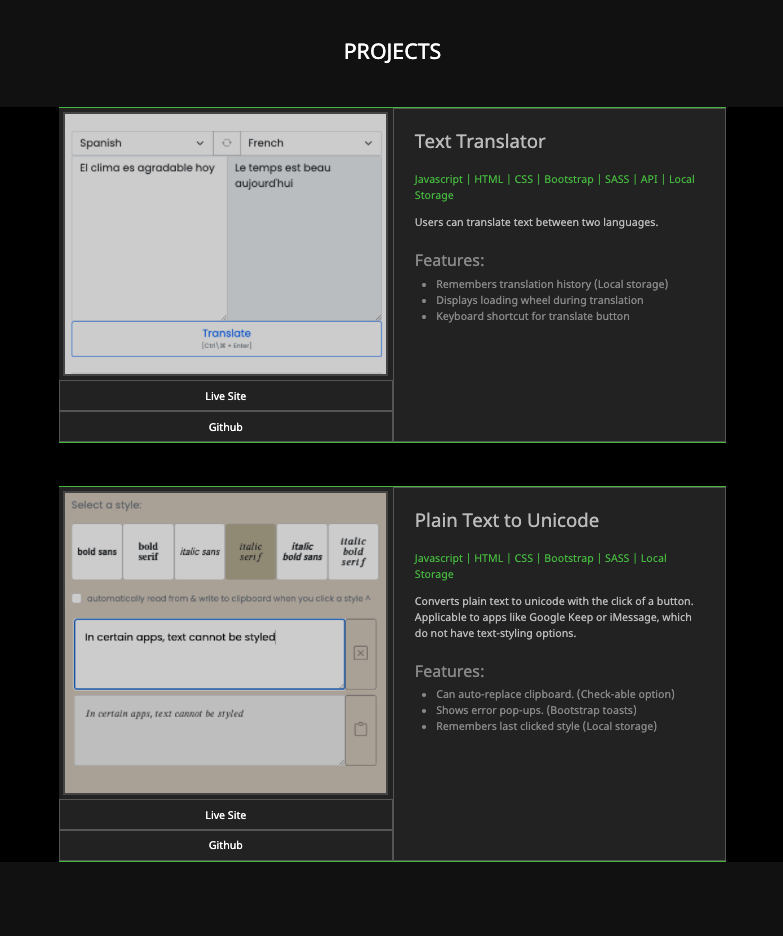 PROJECTS
Spanish
French
El clima es agradable hoy
Le temps est beau
aujourd'hui
Translate
[Ctrl\⌘ + Enter]
Live Site
Github
Text Translator
Javascript | HTML | CSS | Bootstrap | SASS | API | Local
Storage
Users can translate text between two languages.
Features:
Remembers translation history (Local storage)
Displays loading wheel during translation
Keyboard shortcut for translate button
Select a style:
bold sans
bold
serif
italic sans
italic
serif
italic
bold sans
italic
bold
serif
automatically read from & write to clipboard when you click a style ^
In certain apps, text cannot be styled
In certain apps, text cannot be styled
Live Site
Github
Plain Text to Unicode
Javascript | HTML | CSS | Bootstrap | SASS | Local
Storage
Converts plain text to unicode with the click of a button.
Applicable to apps like Google Keep or iMessage, which
do not have text-styling options.
Features:
Can auto-replace clipboard. (Check-able option)
Shows error pop-ups. (Bootstrap toasts)
Remembers last clicked style (Local storage)